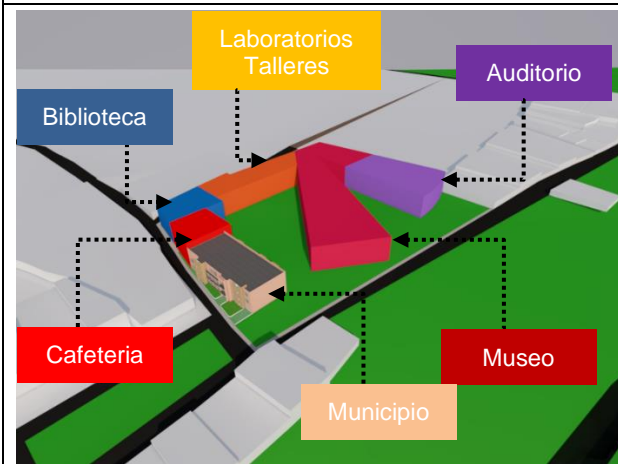 Laboratorios
Talleres
Auditorio
Biblioteca
Cafeteria
Museo
Municipio